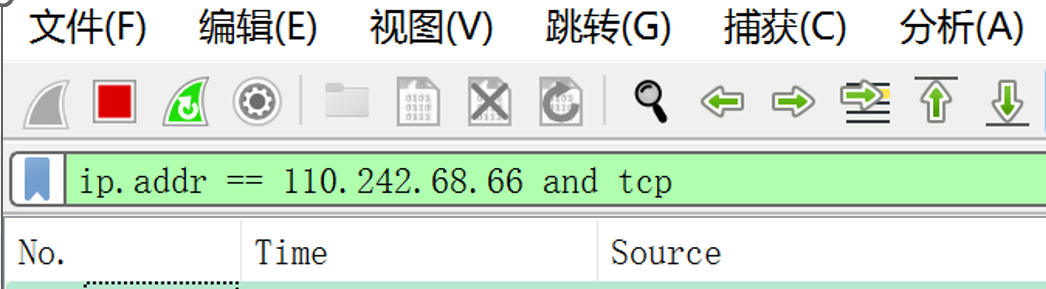 文件(F) 编辑(E) 视图(V) 跳转(G) 捕获(C) 分析(A)
ip.addr == 110.242.68.66 and tcp
No. Time Source